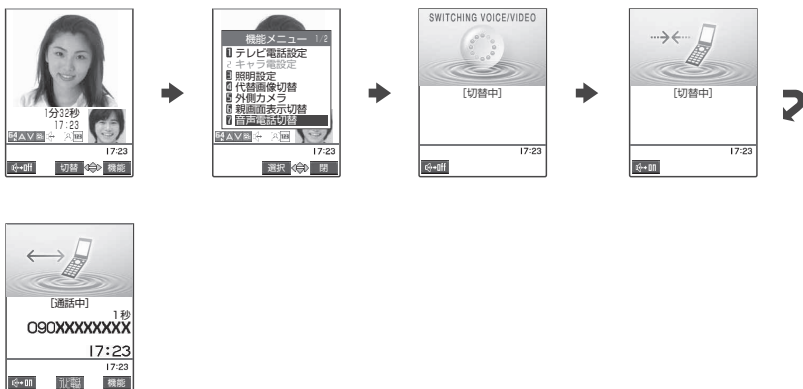 1分32秒
17:23
17:23
切替
機能
機能メニュー 1/2
1 テレビ電話設定
2 キャラ電設定
3 照明設定
4 代替画像切替
5 外側カメラ
6 親画面表示切替
7 音声電話切替
17:23
選択
閉
SWITCHING VOICE/VIDEO
[切替中]
17:23
[切替中]
17:23
[通話中]
1秒
090XXXXXXXX
17:23
17:23
機能